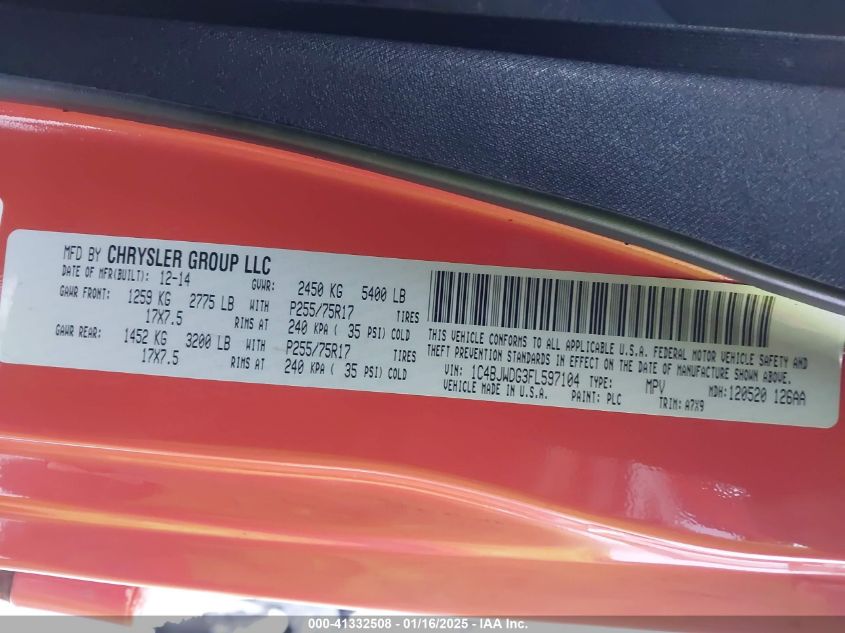 MFD BY CHRYSLER GROUP LLC
DATE OF MFR(BUILT): 12-14 GVWR: 2450 KG 5400 LB
GAWR FRONT: 1259 KG 2775 LB WITH P255/75R17 TIRES
17X7.5 RIMS AT 240 KPA ( 35 PSI) COLD
GAWR REAR: 1452 KG 3200 LB WITH P255/75R17 TIRES
17X7.5 RIMS AT 240 KPA ( 35 PSI) COLD
THIS VEHICLE CONFORMS TO ALL APPLICABLE U.S.A. FEDERAL MOTOR VEHICLE SAFETY AND
THEFT PREVENTION STANDARDS IN EFFECT ON THE DATE OF MANUFACTURE SHOWN ABOVE.
VIN: 1C4BJWDG3FL597104 TYPE: MPV MDH: 120520 126AA
VEHICLE MADE IN U.S.A. PAINT: PLC TRIM: A7X9
000-41332508 - 01/16/2025 - IAA Inc.